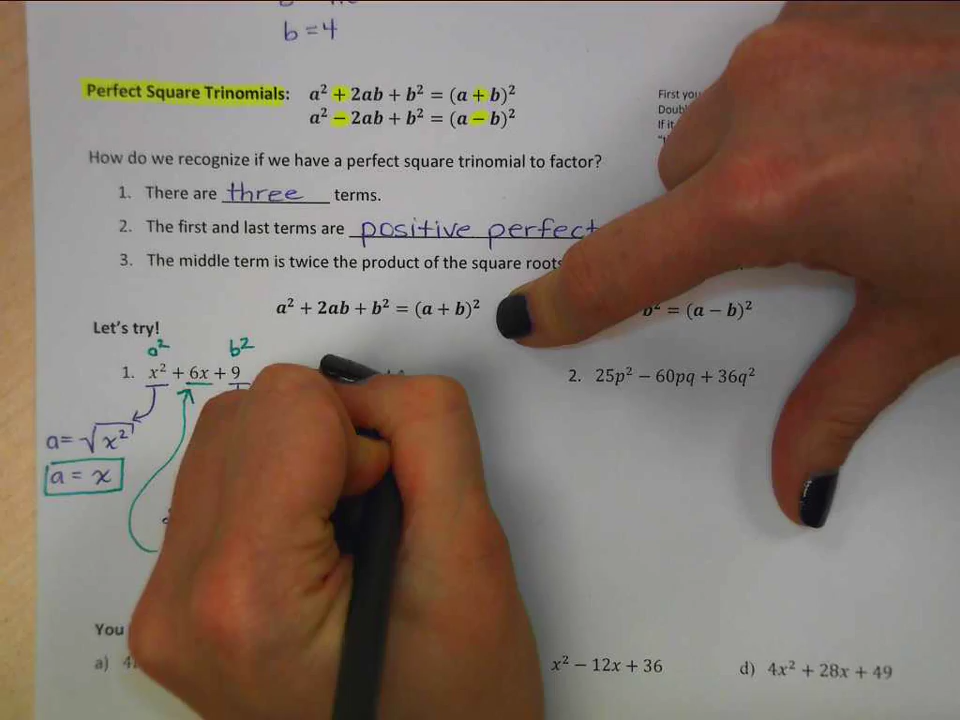 b = 4
Perfect Square Trinomials: a² + 2ab + b² = (a + b)²
a² − 2ab + b² = (a − b)²
First you
If it
How do we recognize if we have a perfect square trinomial to factor?
1. There are three terms.
2. The first and last terms are positive perfect
3. The middle term is twice the product of the square roots
a² + 2ab + b² = (a + b)² b² = (a − b)²
Let's try!
a² b²
1. x² + 6x + 9
2. 25p² − 60pq + 36q²
a = √x²
a = x
You
a)
x² − 12x + 36
d) 4x² + 28x + 49